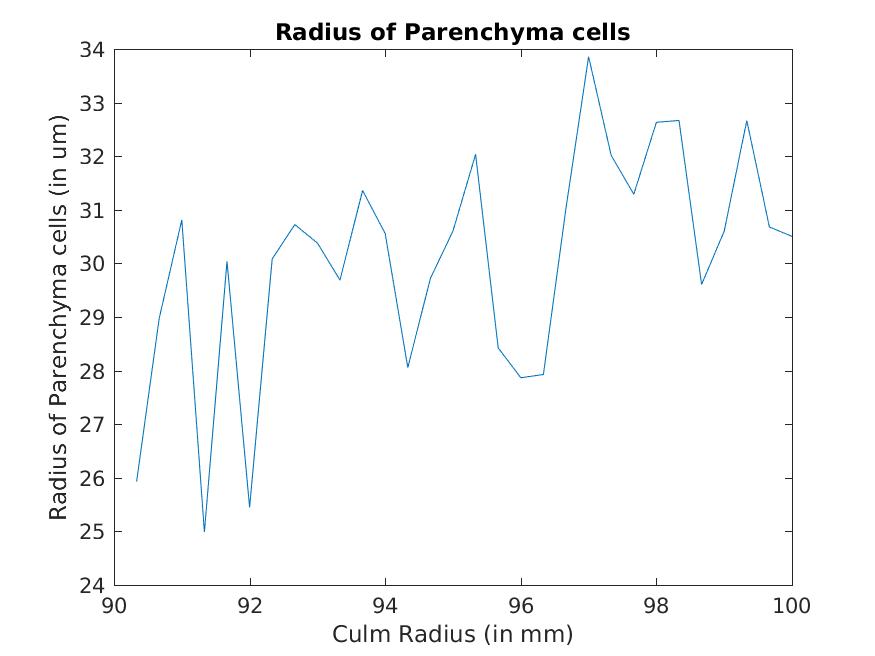 Radius of Parenchyma cells
34
33
32
31
30
29
28
27
26
25
24
Radius of Parenchyma cells (in um)
90 92 94 96 98 100
Culm Radius (in mm)